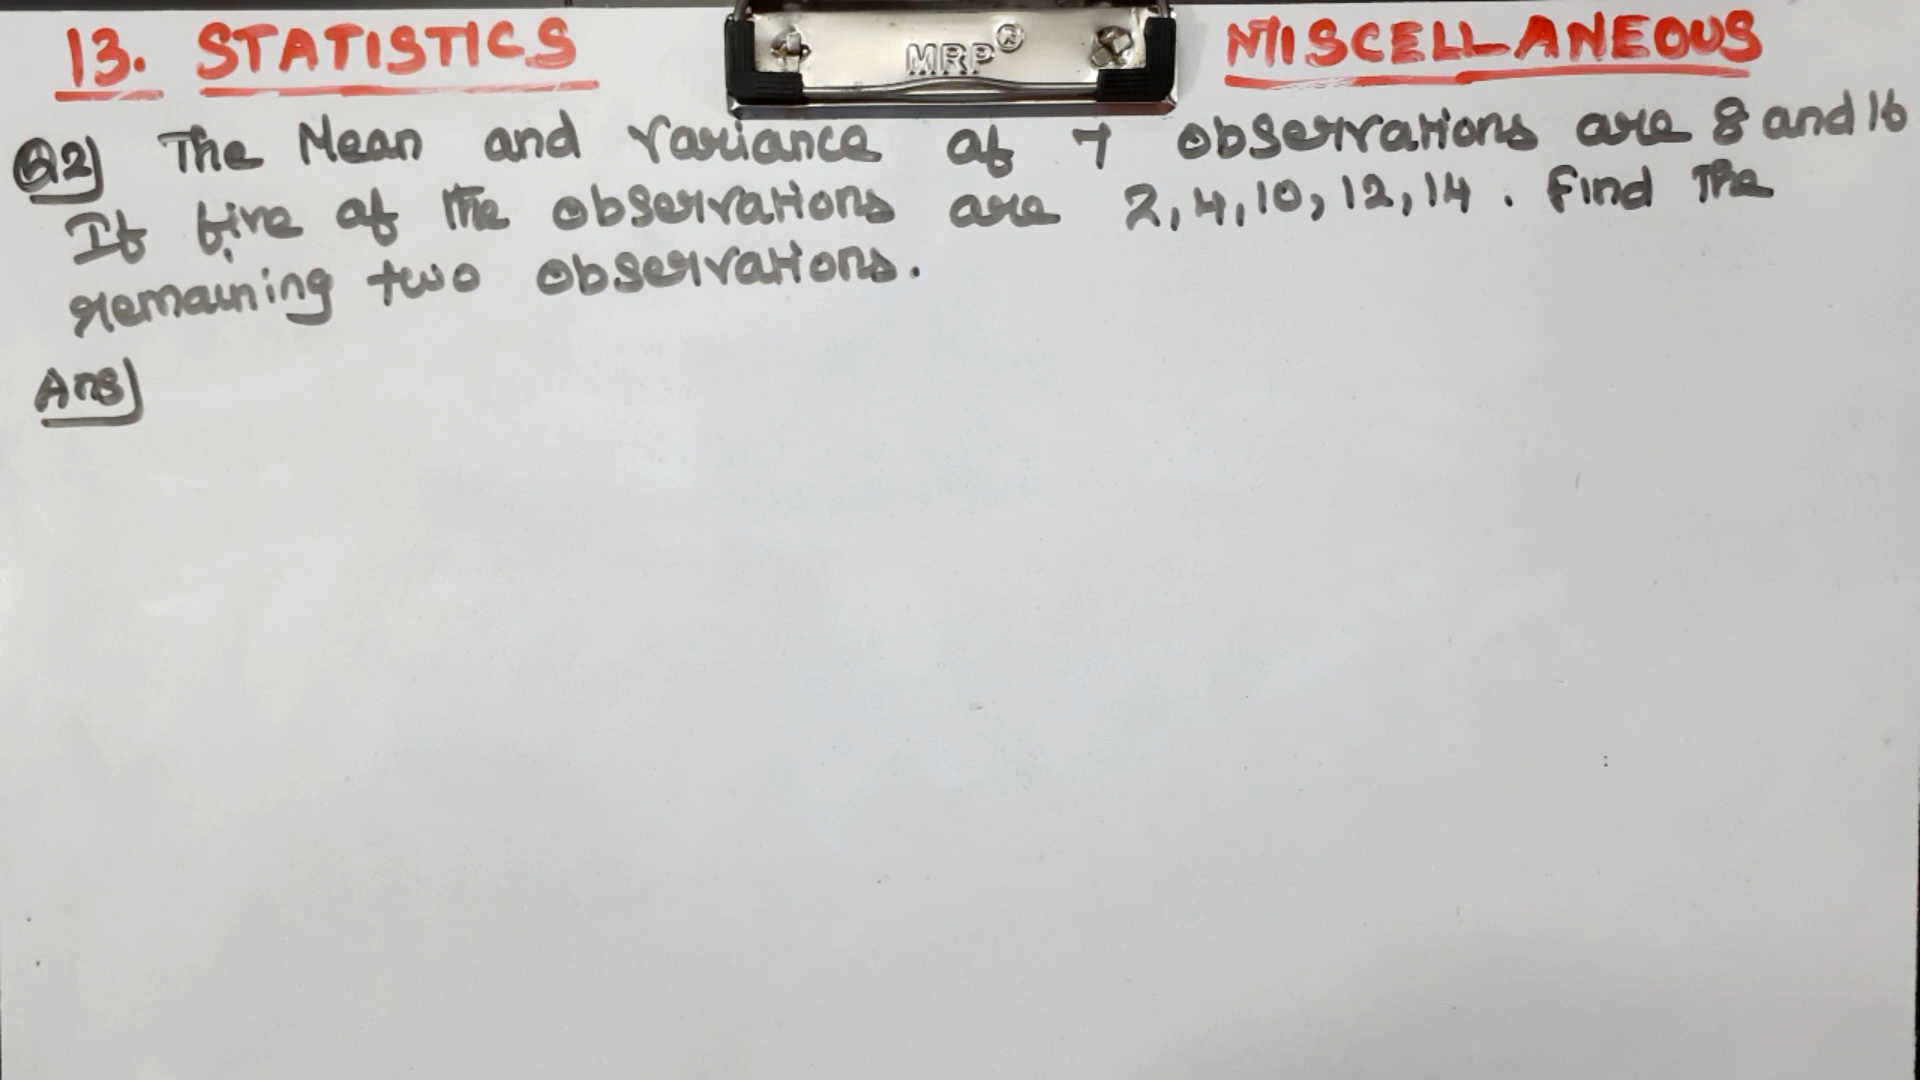 13. STATISTICS
MRP®
MISCELLANEOUS
Q2) The Mean and Variance of 7 observations are 8 and 16
If five of the observations are 2, 4, 10, 12, 14. Find The
remaining two observations.
Ans)